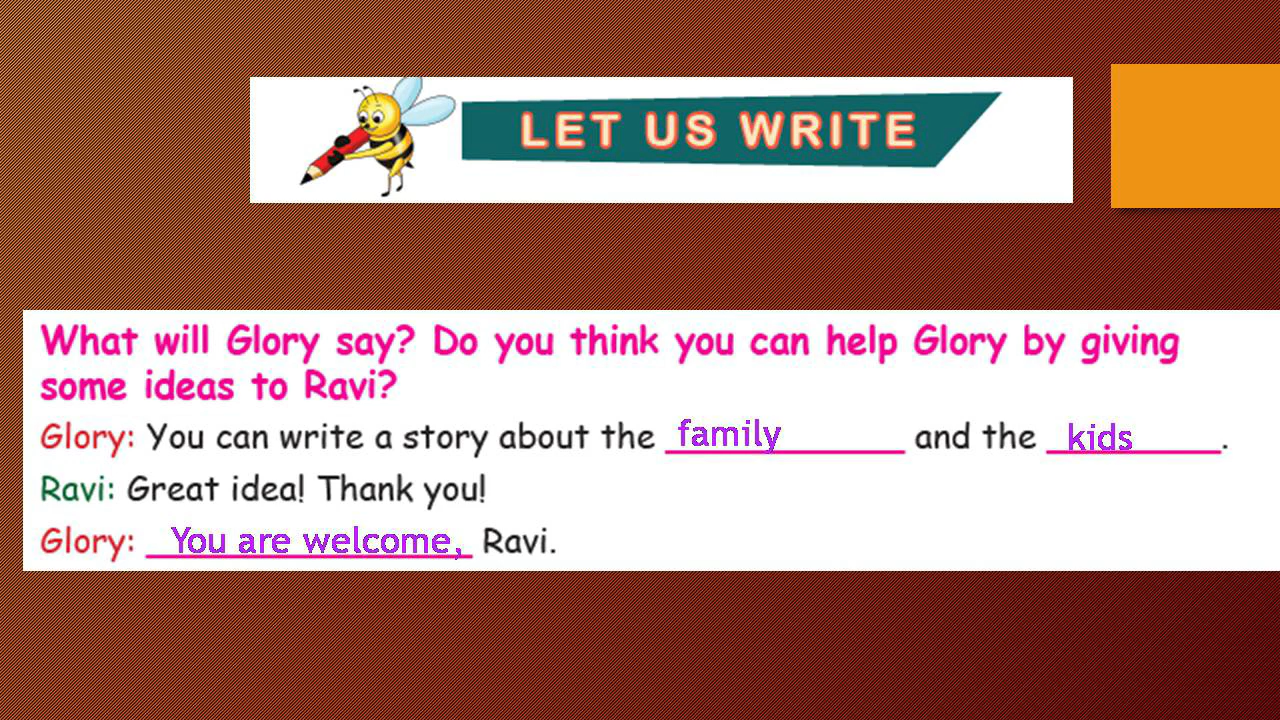 LET US WRITE
What will Glory say? Do you think you can help Glory by giving
some ideas to Ravi?
Glory: You can write a story about the family and the kids.
Ravi: Great idea! Thank you!
Glory: You are welcome, Ravi.